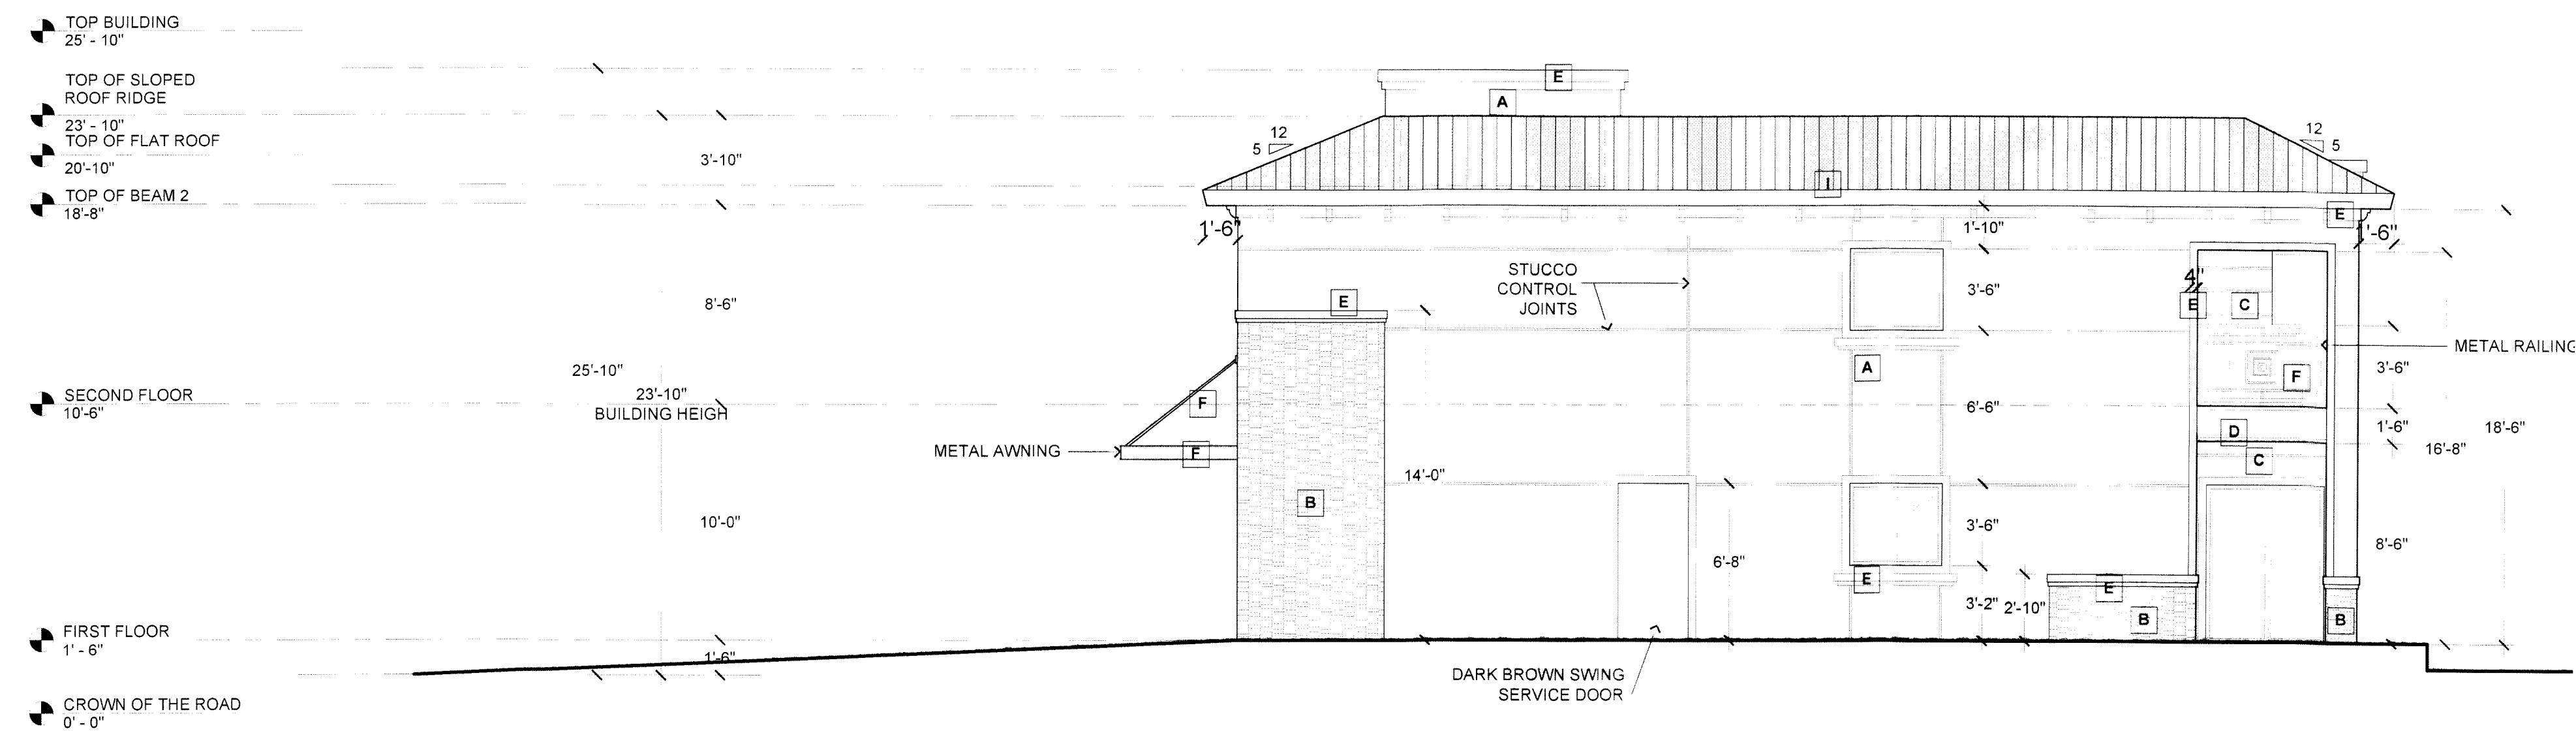 TOP BUILDING
25' - 10"
TOP OF SLOPED
ROOF RIDGE
23' - 10"
TOP OF FLAT ROOF
20'-10"
TOP OF BEAM 2
18'-8"
SECOND FLOOR
10'-6"
FIRST FLOOR
1' - 6"
CROWN OF THE ROAD
0' - 0"
25'-10"
23'-10"
BUILDING HEIGH
3'-10"
8'-6"
10'-0"
1'-6"
METAL AWNING
F
F
12
5
1'-6"
E
B
14'-0"
E
A
STUCCO
CONTROL
JOINTS
6'-8"
DARK BROWN SWING
SERVICE DOOR
I
A
E
1'-10"
3'-6"
6'-6"
3'-6"
3'-2"
2'-10"
E
B
12
5
E
'-6"
4"
E
C
F
D
C
B
METAL RAILING
3'-6"
1'-6"
8'-6"
16'-8"
18'-6"